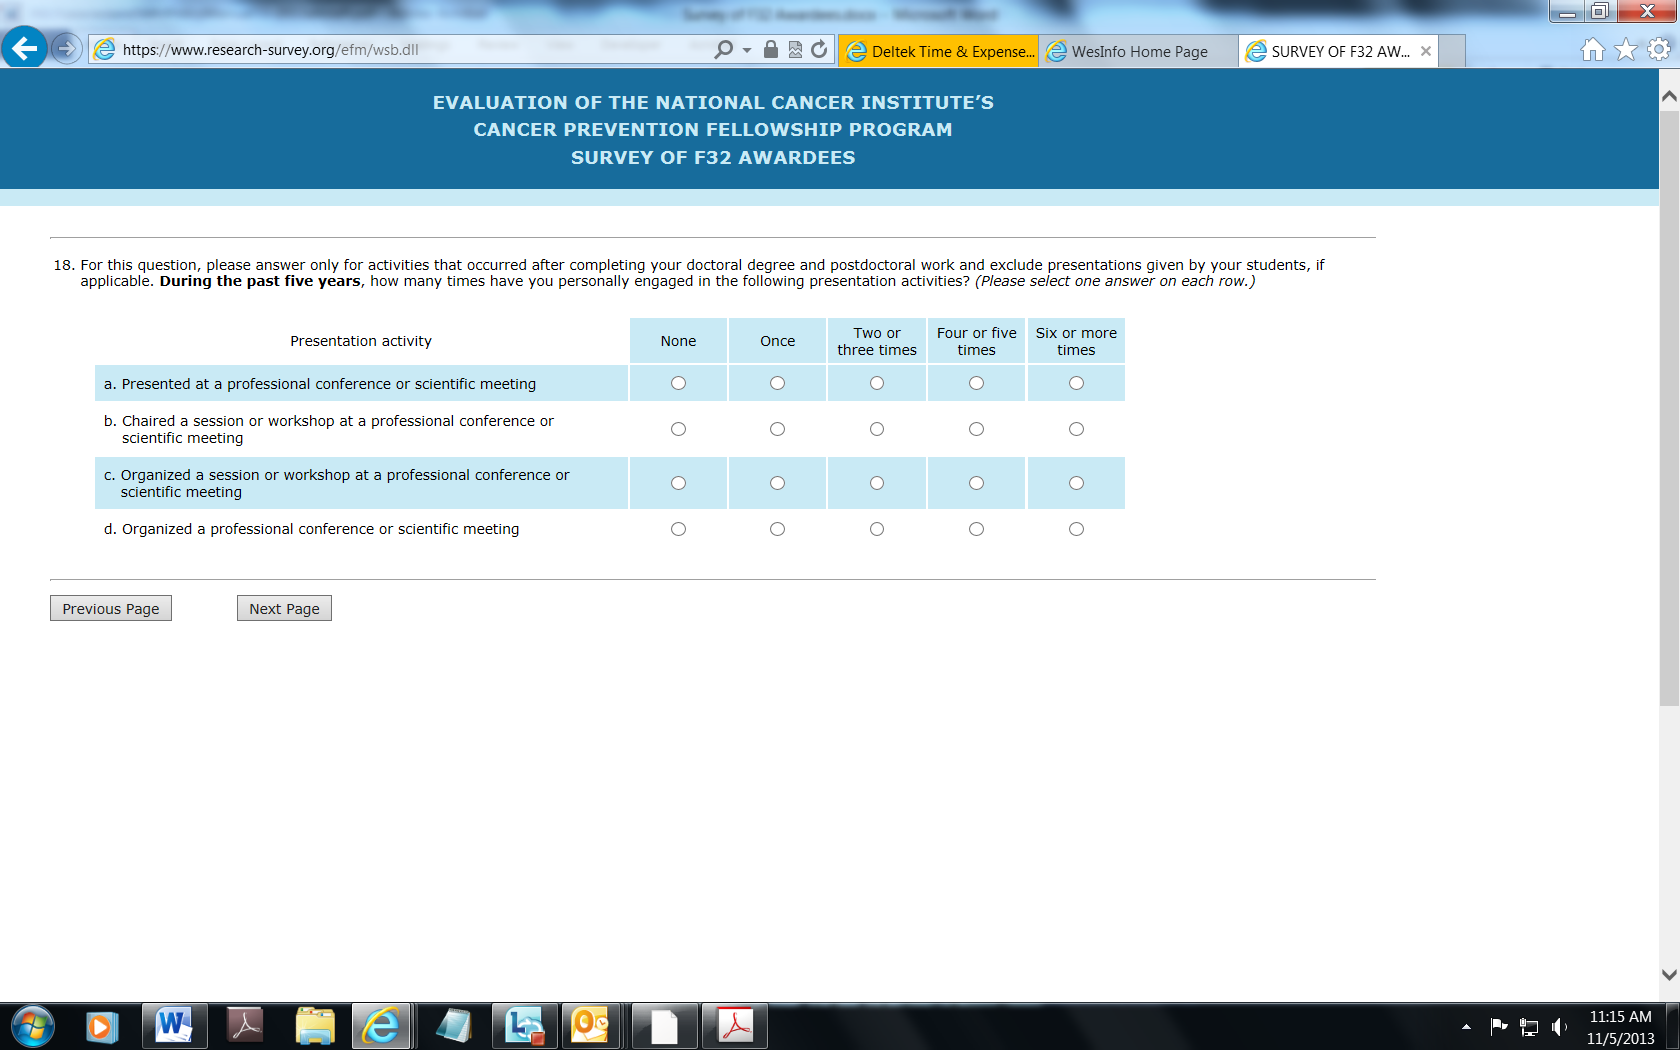 Survey of F32 Awardees.docx - Microsoft Word
https://www.research-survey.org/efm/wsb.dll
Deltek Time & Expense...
WesInfo Home Page
SURVEY OF F32 AW...
EVALUATION OF THE NATIONAL CANCER INSTITUTE'S
CANCER PREVENTION FELLOWSHIP PROGRAM
SURVEY OF F32 AWARDEES
18. For this question, please answer only for activities that occurred after completing your doctoral degree and postdoctoral work and exclude presentations given by your students, if
applicable. During the past five years, how many times have you personally engaged in the following presentation activities? (Please select one answer on each row.)
Presentation activity
None
Once
Two or
three times
Four or five
times
Six or more
times
a. Presented at a professional conference or scientific meeting
b. Chaired a session or workshop at a professional conference or
scientific meeting
c. Organized a session or workshop at a professional conference or
scientific meeting
d. Organized a professional conference or scientific meeting
Previous Page
Next Page
11:15 AM
11/5/2013